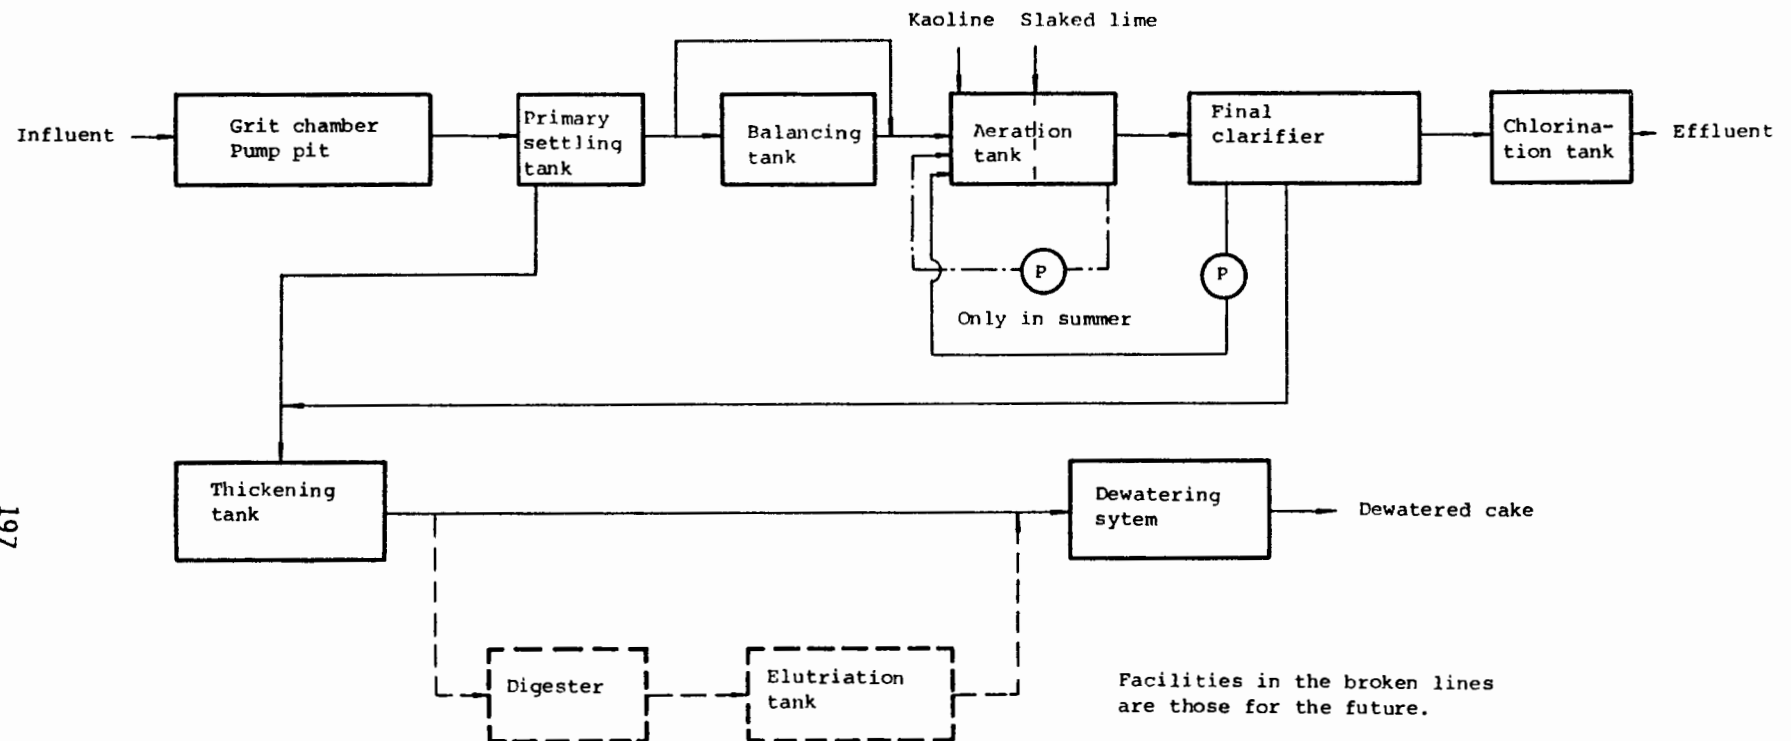 Kaoline Slaked lime
Influent
Grit chamber
Pump pit
Primary
settling
tank
Balancing
tank
Aeration
tank
Final
clarifier
Chlorina-
tion tank
Effluent
P
P
Only in summer
Thickening
tank
Dewatering
sytem
Dewatered cake
197
Digester
Elutriation
tank
Facilities in the broken lines
are those for the future.